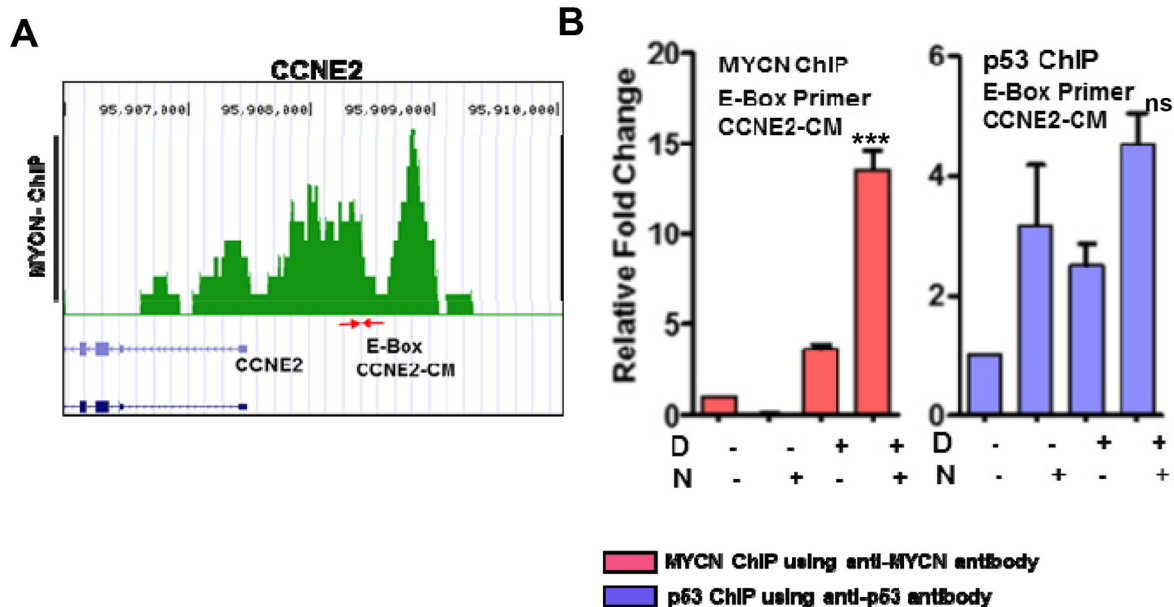 A
CCNE2
95,907,000 95,908,000 95,909,000 95,910,000
MYCN- ChIP
CCNE2
E-Box
CCNE2-CM
B
Relative Fold Change
20
15
10
5
0
MYCN ChIP
E-Box Primer
CCNE2-CM
***
D - - + +
N - + - +
6
4
2
0
p53 ChIP
E-Box Primer
CCNE2-CM
ns
- - + +
- + - +
MYCN ChIP using anti-MYCN antibody
p53 ChIP using anti-p53 antibody